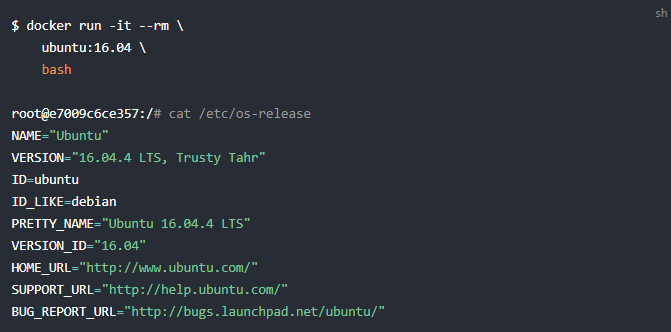 sh
$ docker run -it --rm \
    ubuntu:16.04 \
    bash

root@e7009c6ce357:/# cat /etc/os-release
NAME="Ubuntu"
VERSION="16.04.4 LTS, Trusty Tahr"
ID=ubuntu
ID_LIKE=debian
PRETTY_NAME="Ubuntu 16.04.4 LTS"
VERSION_ID="16.04"
HOME_URL="http://www.ubuntu.com/"
SUPPORT_URL="http://help.ubuntu.com/"
BUG_REPORT_URL="http://bugs.launchpad.net/ubuntu/"